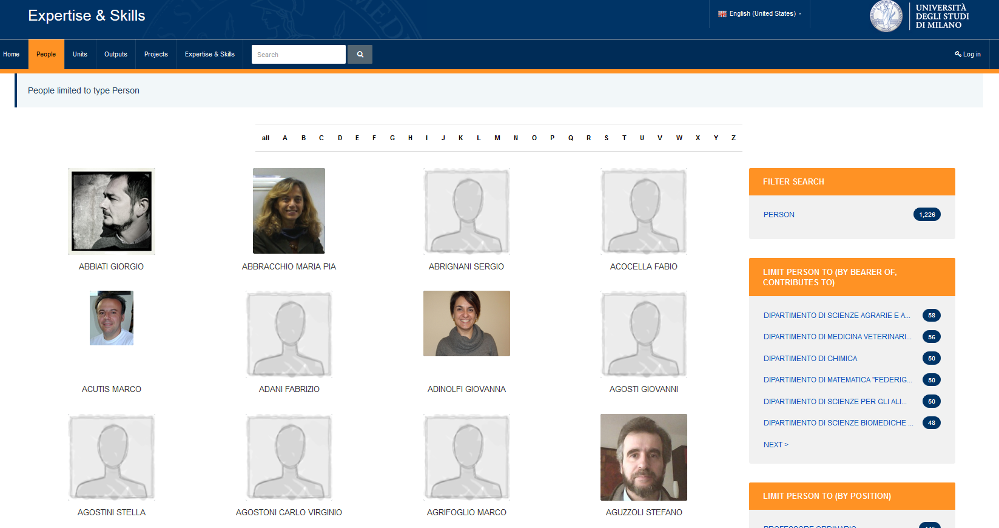 Expertise & Skills
English (United States)
UNIVERSITÀ
DEGLI STUDI
DI MILANO
Home
People
Units
Outputs
Projects
Expertise & Skills
Search
Log in
People limited to type Person
all A B C D E F G H I J K L M N O P Q R S T U V W X Y Z
ABBIATI GIORGIO
ABBRACCHIO MARIA PIA
ABRIGNANI SERGIO
ACOCELLA FABIO
ACUTIS MARCO
ADANI FABRIZIO
ADINOLFI GIOVANNA
AGOSTI GIOVANNI
AGOSTINI STELLA
AGOSTONI CARLO VIRGINIO
AGRIFOGLIO MARCO
AGUZZOLI STEFANO
FILTER SEARCH
PERSON 1,226
LIMIT PERSON TO (BY BEARER OF,
CONTRIBUTES TO)
DIPARTIMENTO DI SCIENZE AGRARIE E A... 58
DIPARTIMENTO DI MEDICINA VETERINARI... 56
DIPARTIMENTO DI CHIMICA 50
DIPARTIMENTO DI MATEMATICA "FEDERIG... 50
DIPARTIMENTO DI SCIENZE PER GLI ALI... 50
DIPARTIMENTO DI SCIENZE BIOMEDICHE ... 48
NEXT >
LIMIT PERSON TO (BY POSITION)
PROFESSORE ORDINARIO